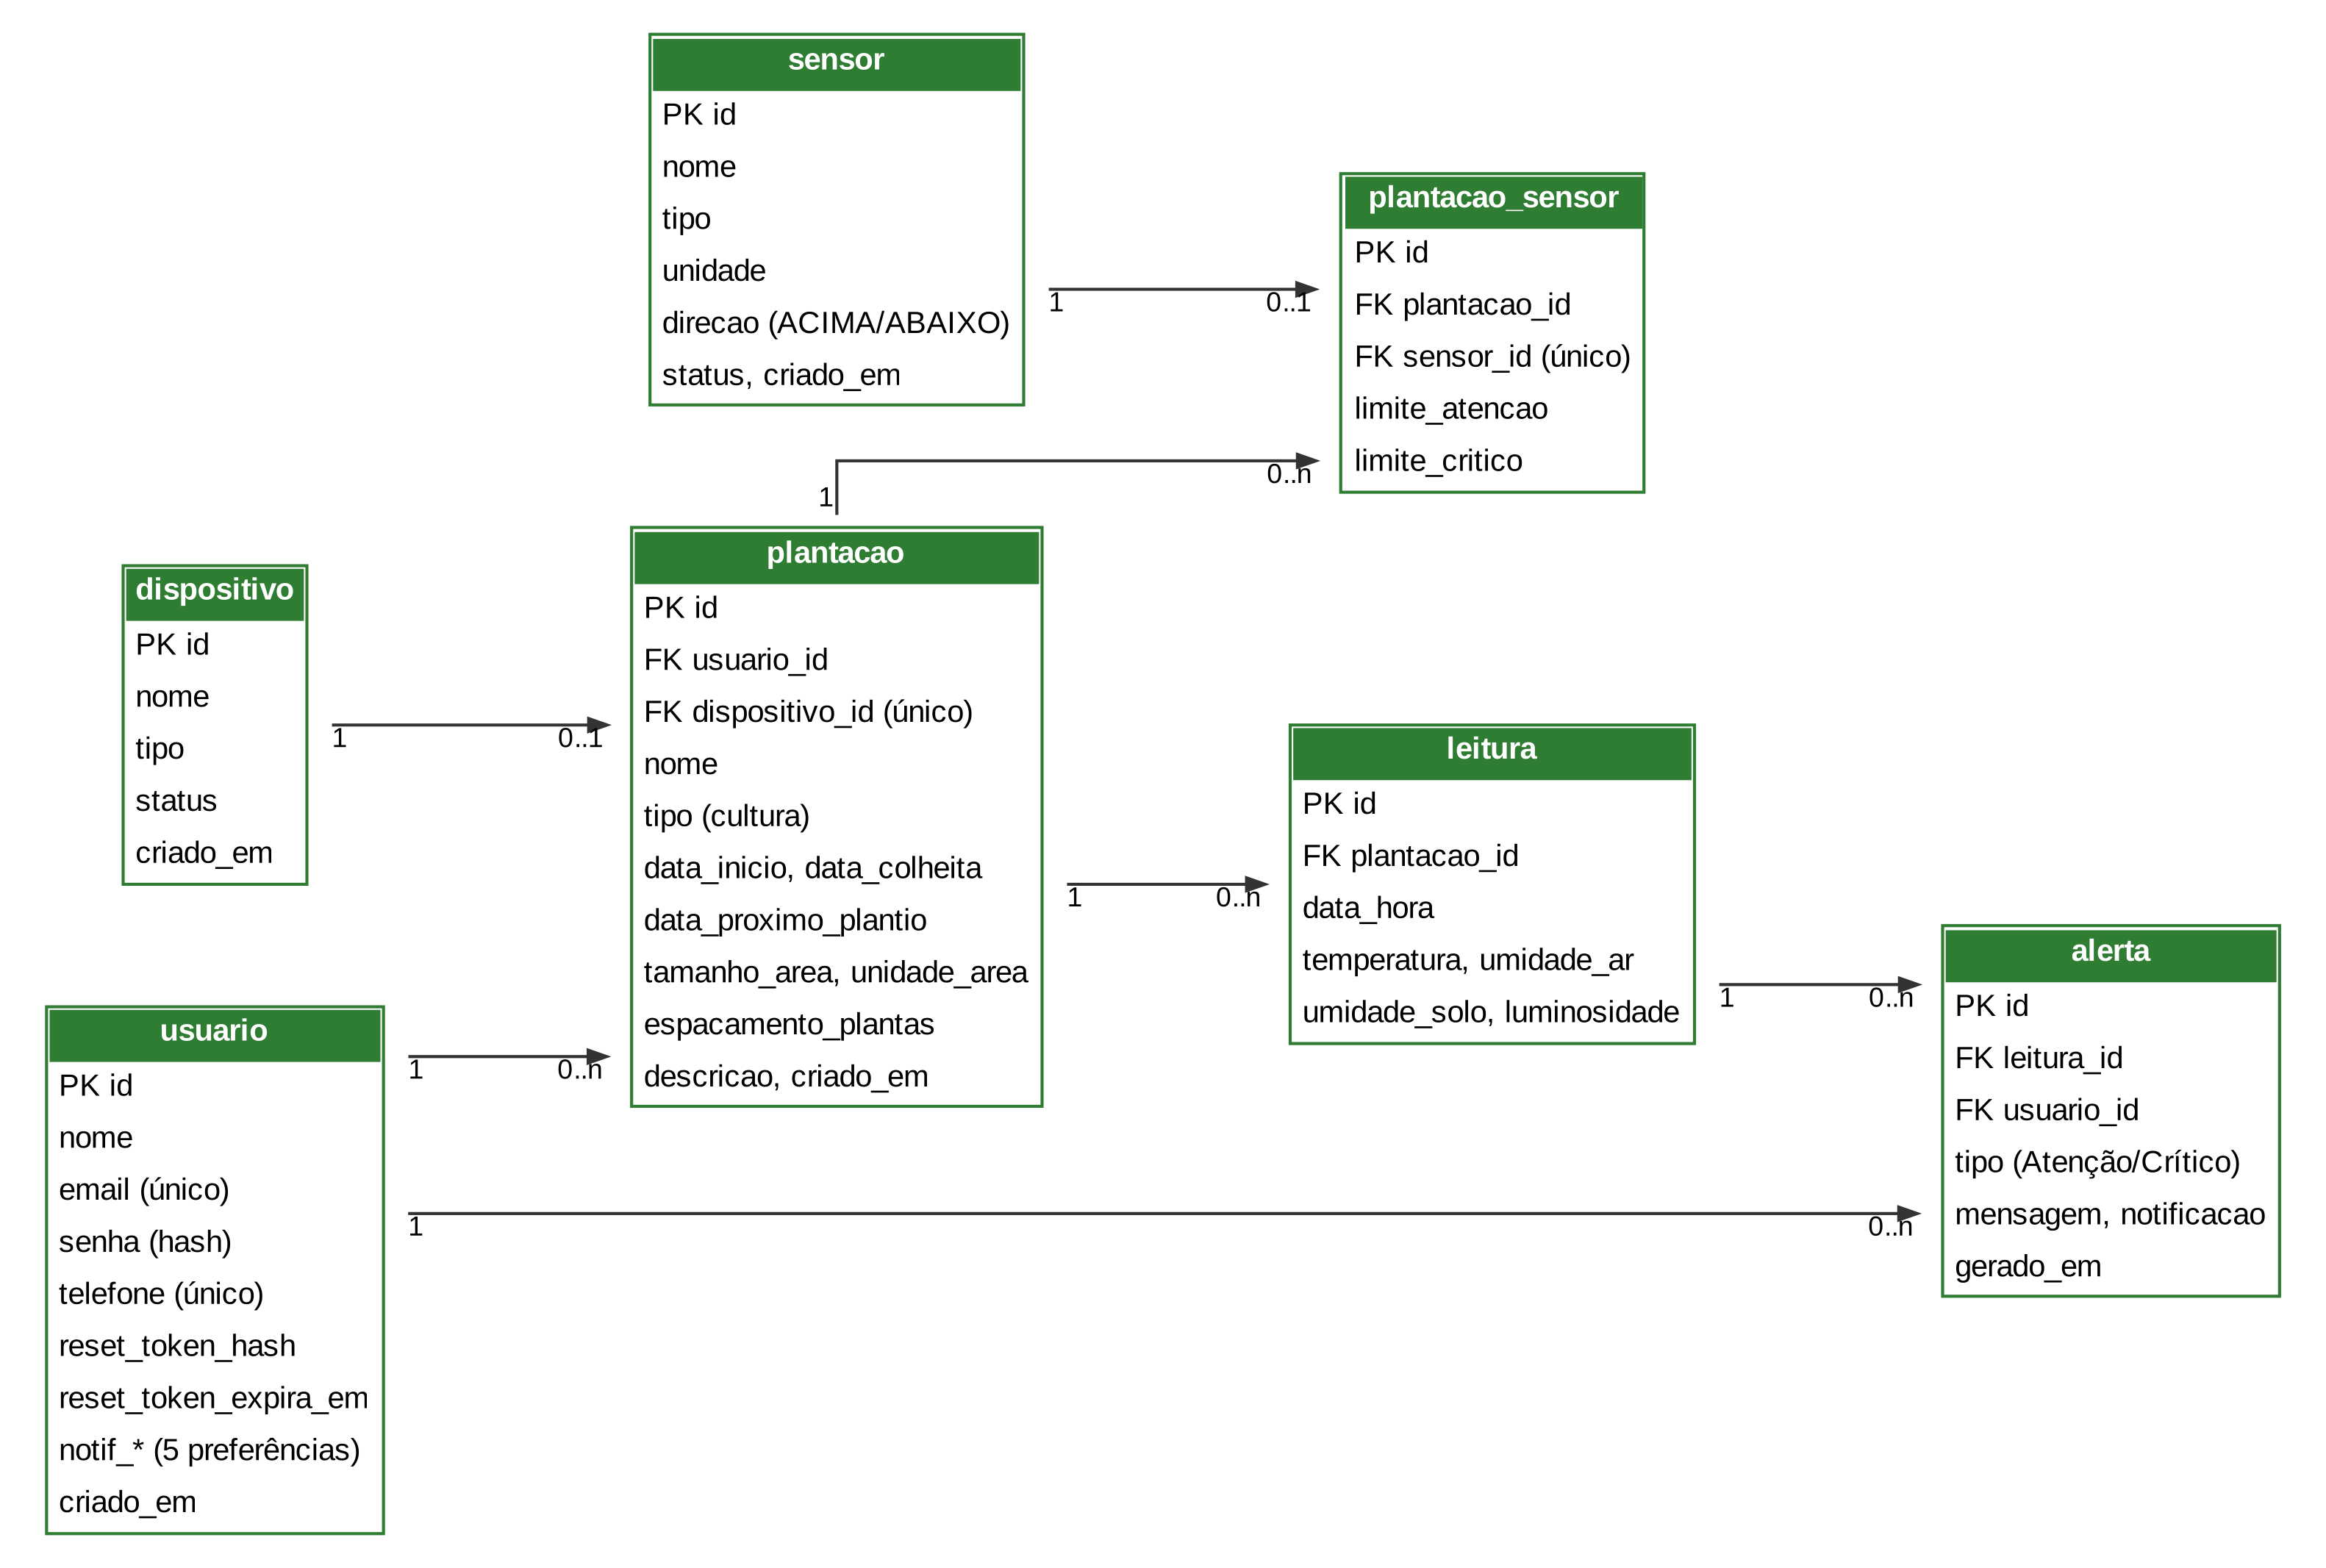 sensor
PK id
nome
tipo
unidade
direcao (ACIMA/ABAIXO)
status, criado_em
1
0..1
plantacao_sensor
PK id
FK plantacao_id
FK sensor_id (único)
limite_atencao
limite_critico
1
0..n
dispositivo
PK id
nome
tipo
status
criado_em
1
0..1
plantacao
PK id
FK usuario_id
FK dispositivo_id (único)
nome
tipo (cultura)
data_inicio, data_colheita
data_proximo_plantio
tamanho_area, unidade_area
espacamento_plantas
descricao, criado_em
1
0..n
leitura
PK id
FK plantacao_id
data_hora
temperatura, umidade_ar
umidade_solo, luminosidade
1
0..n
alerta
PK id
FK leitura_id
FK usuario_id
tipo (Atenção/Crítico)
mensagem, notificacao
gerado_em
usuario
PK id
nome
email (único)
senha (hash)
telefone (único)
reset_token_hash
reset_token_expira_em
notif_* (5 preferências)
criado_em
1
0..n
1
0..n